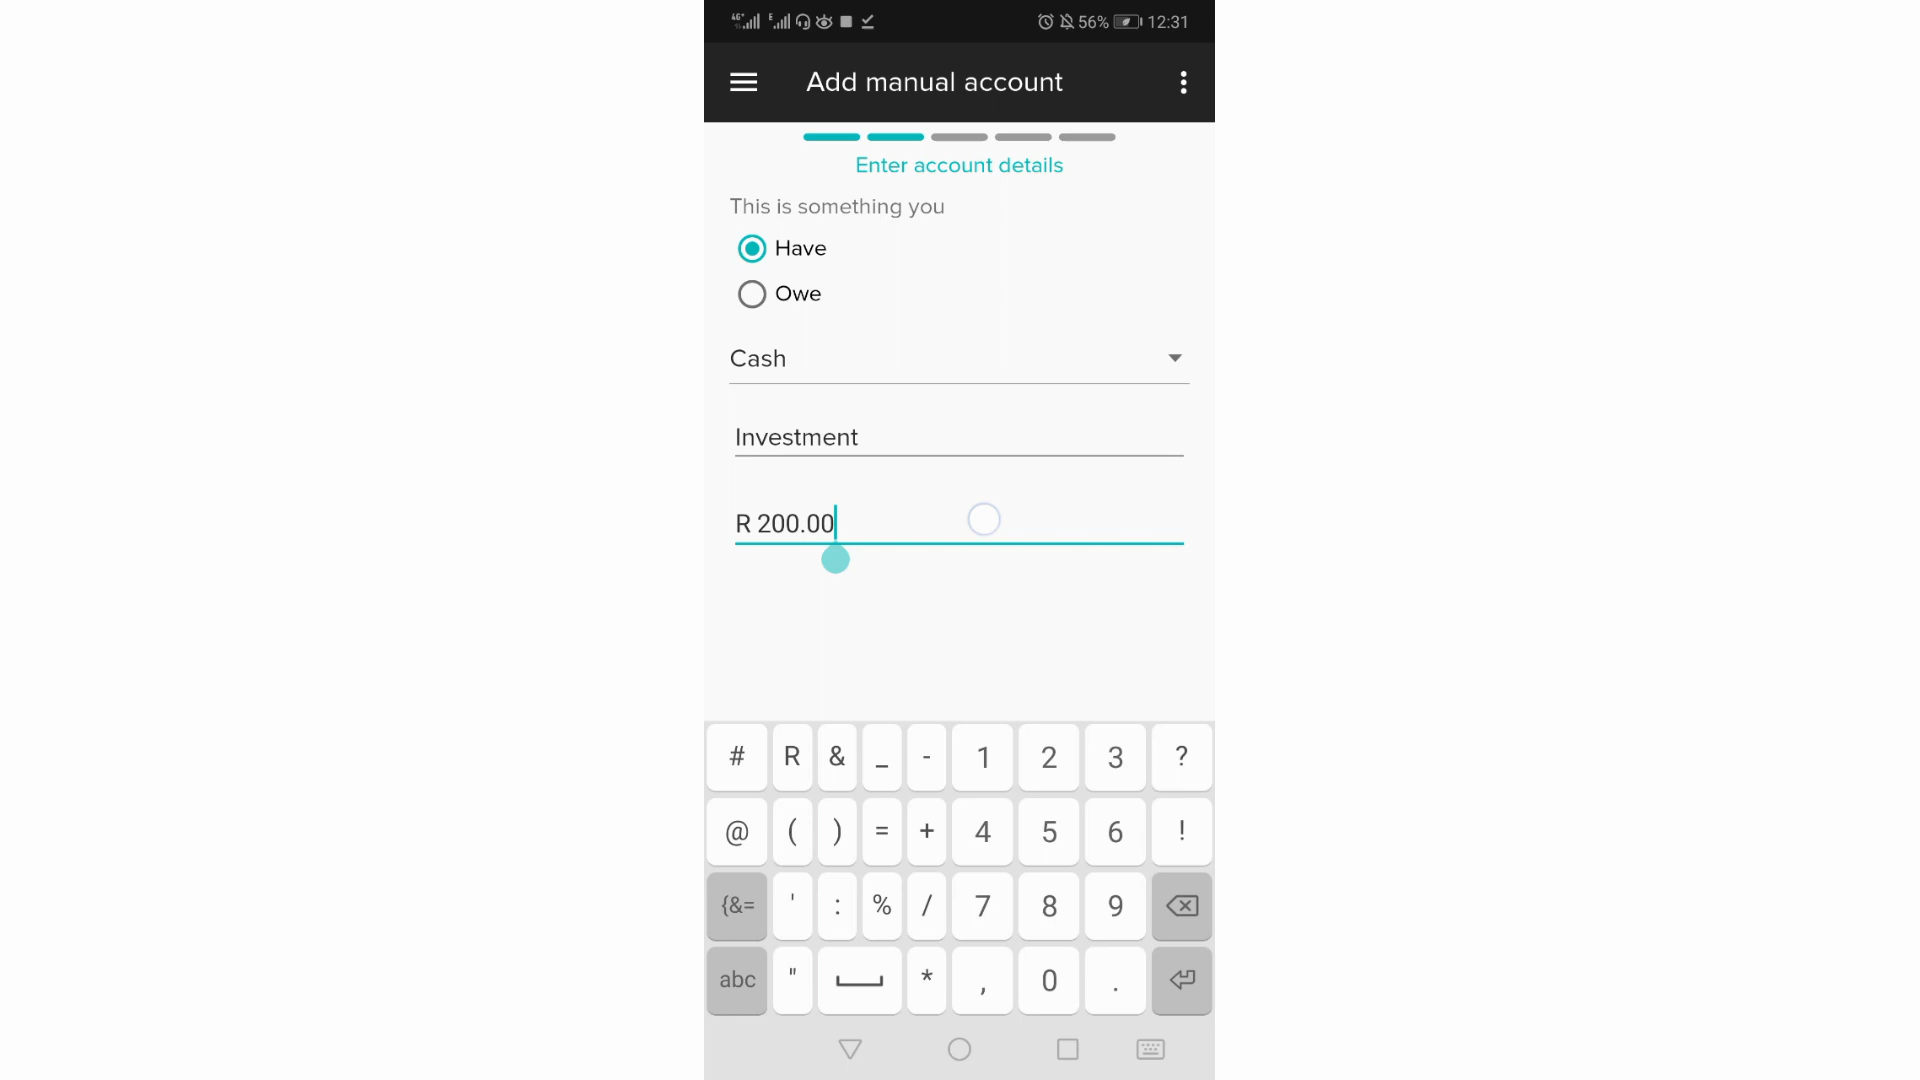 4G+ E 56% 12:31
Add manual account
Enter account details
This is something you
Have
Owe
Cash
Investment
R 200.00
# R & _ - 1 2 3 ?
@ ( ) = + 4 5 6 !
{&= ' : % / 7 8 9
abc " * , 0 .